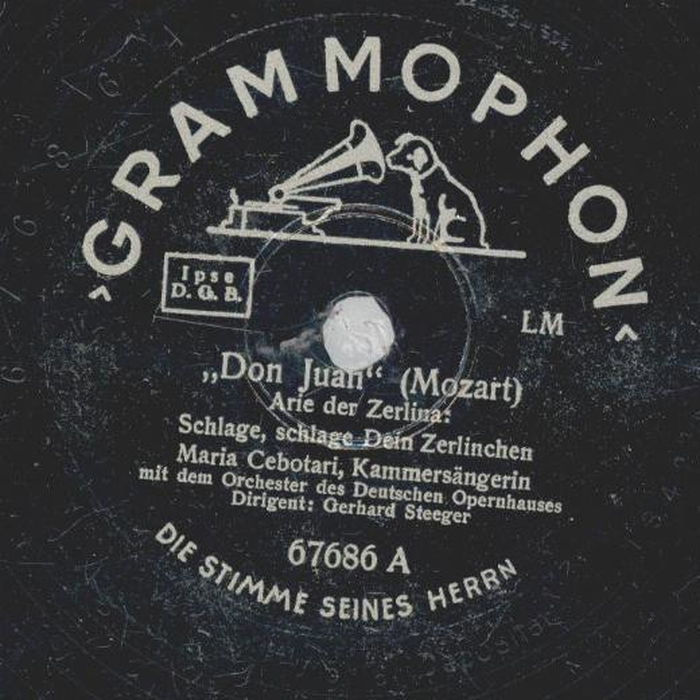 GRAMMOPHON
Ipse
D. G. B.
LM
„Don Juan“ (Mozart)
Arie der Zerlina:
Schlage, schlage Dein Zerlinchen
Maria Cebotari, Kammersängerin
mit dem Orchester des Deutschen Opernhauses
Dirigent: Gerhard Steeger
67686 A
DIE STIMME SEINES HERRN